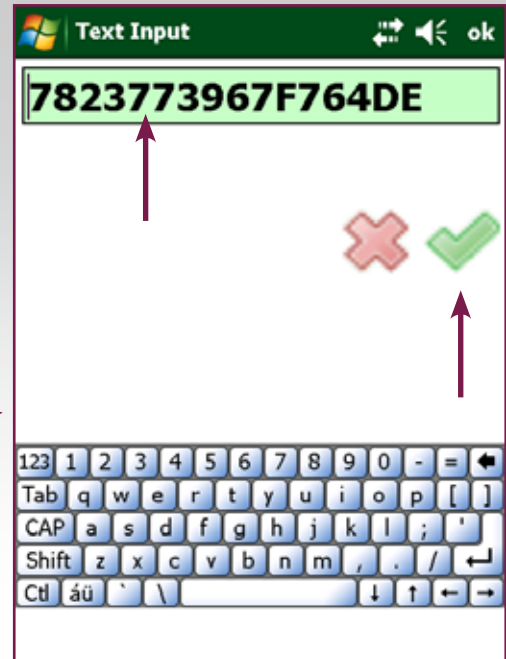 Text Input ok
7823773967F764DE
123 1 2 3 4 5 6 7 8 9 0 - =
Tab q w e r t y u i o p [ ]
CAP a s d f g h j k l ; '
Shift z x c v b n m , . /
Ctl áü ` \